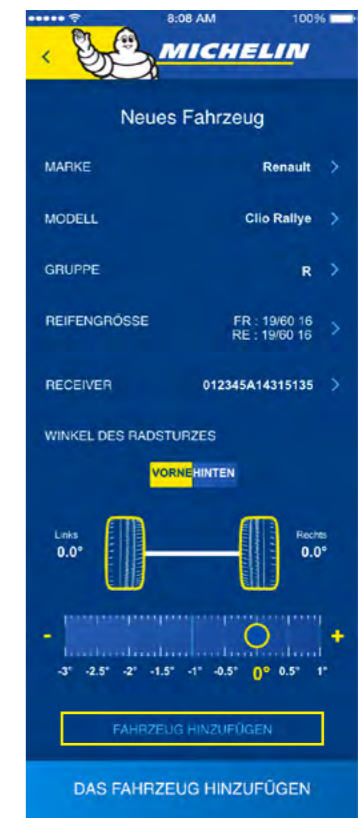 8:08 AM 100%
MICHELIN
Neues Fahrzeug
MARKE Renault
MODELL Clio Rallye
GRUPPE R
REIFENGRÖSSE FR : 19/60 16
RE : 19/60 16
RECEIVER 012345A14315135
WINKEL DES RADSTURZES
VORNE HINTEN
Links Rechts
0.0° 0.0°
- +
-3° -2.5° -2° -1.5° -1° -0.5° 0° 0.5° 1°
FAHRZEUG HINZUFÜGEN
DAS FAHRZEUG HINZUFÜGEN